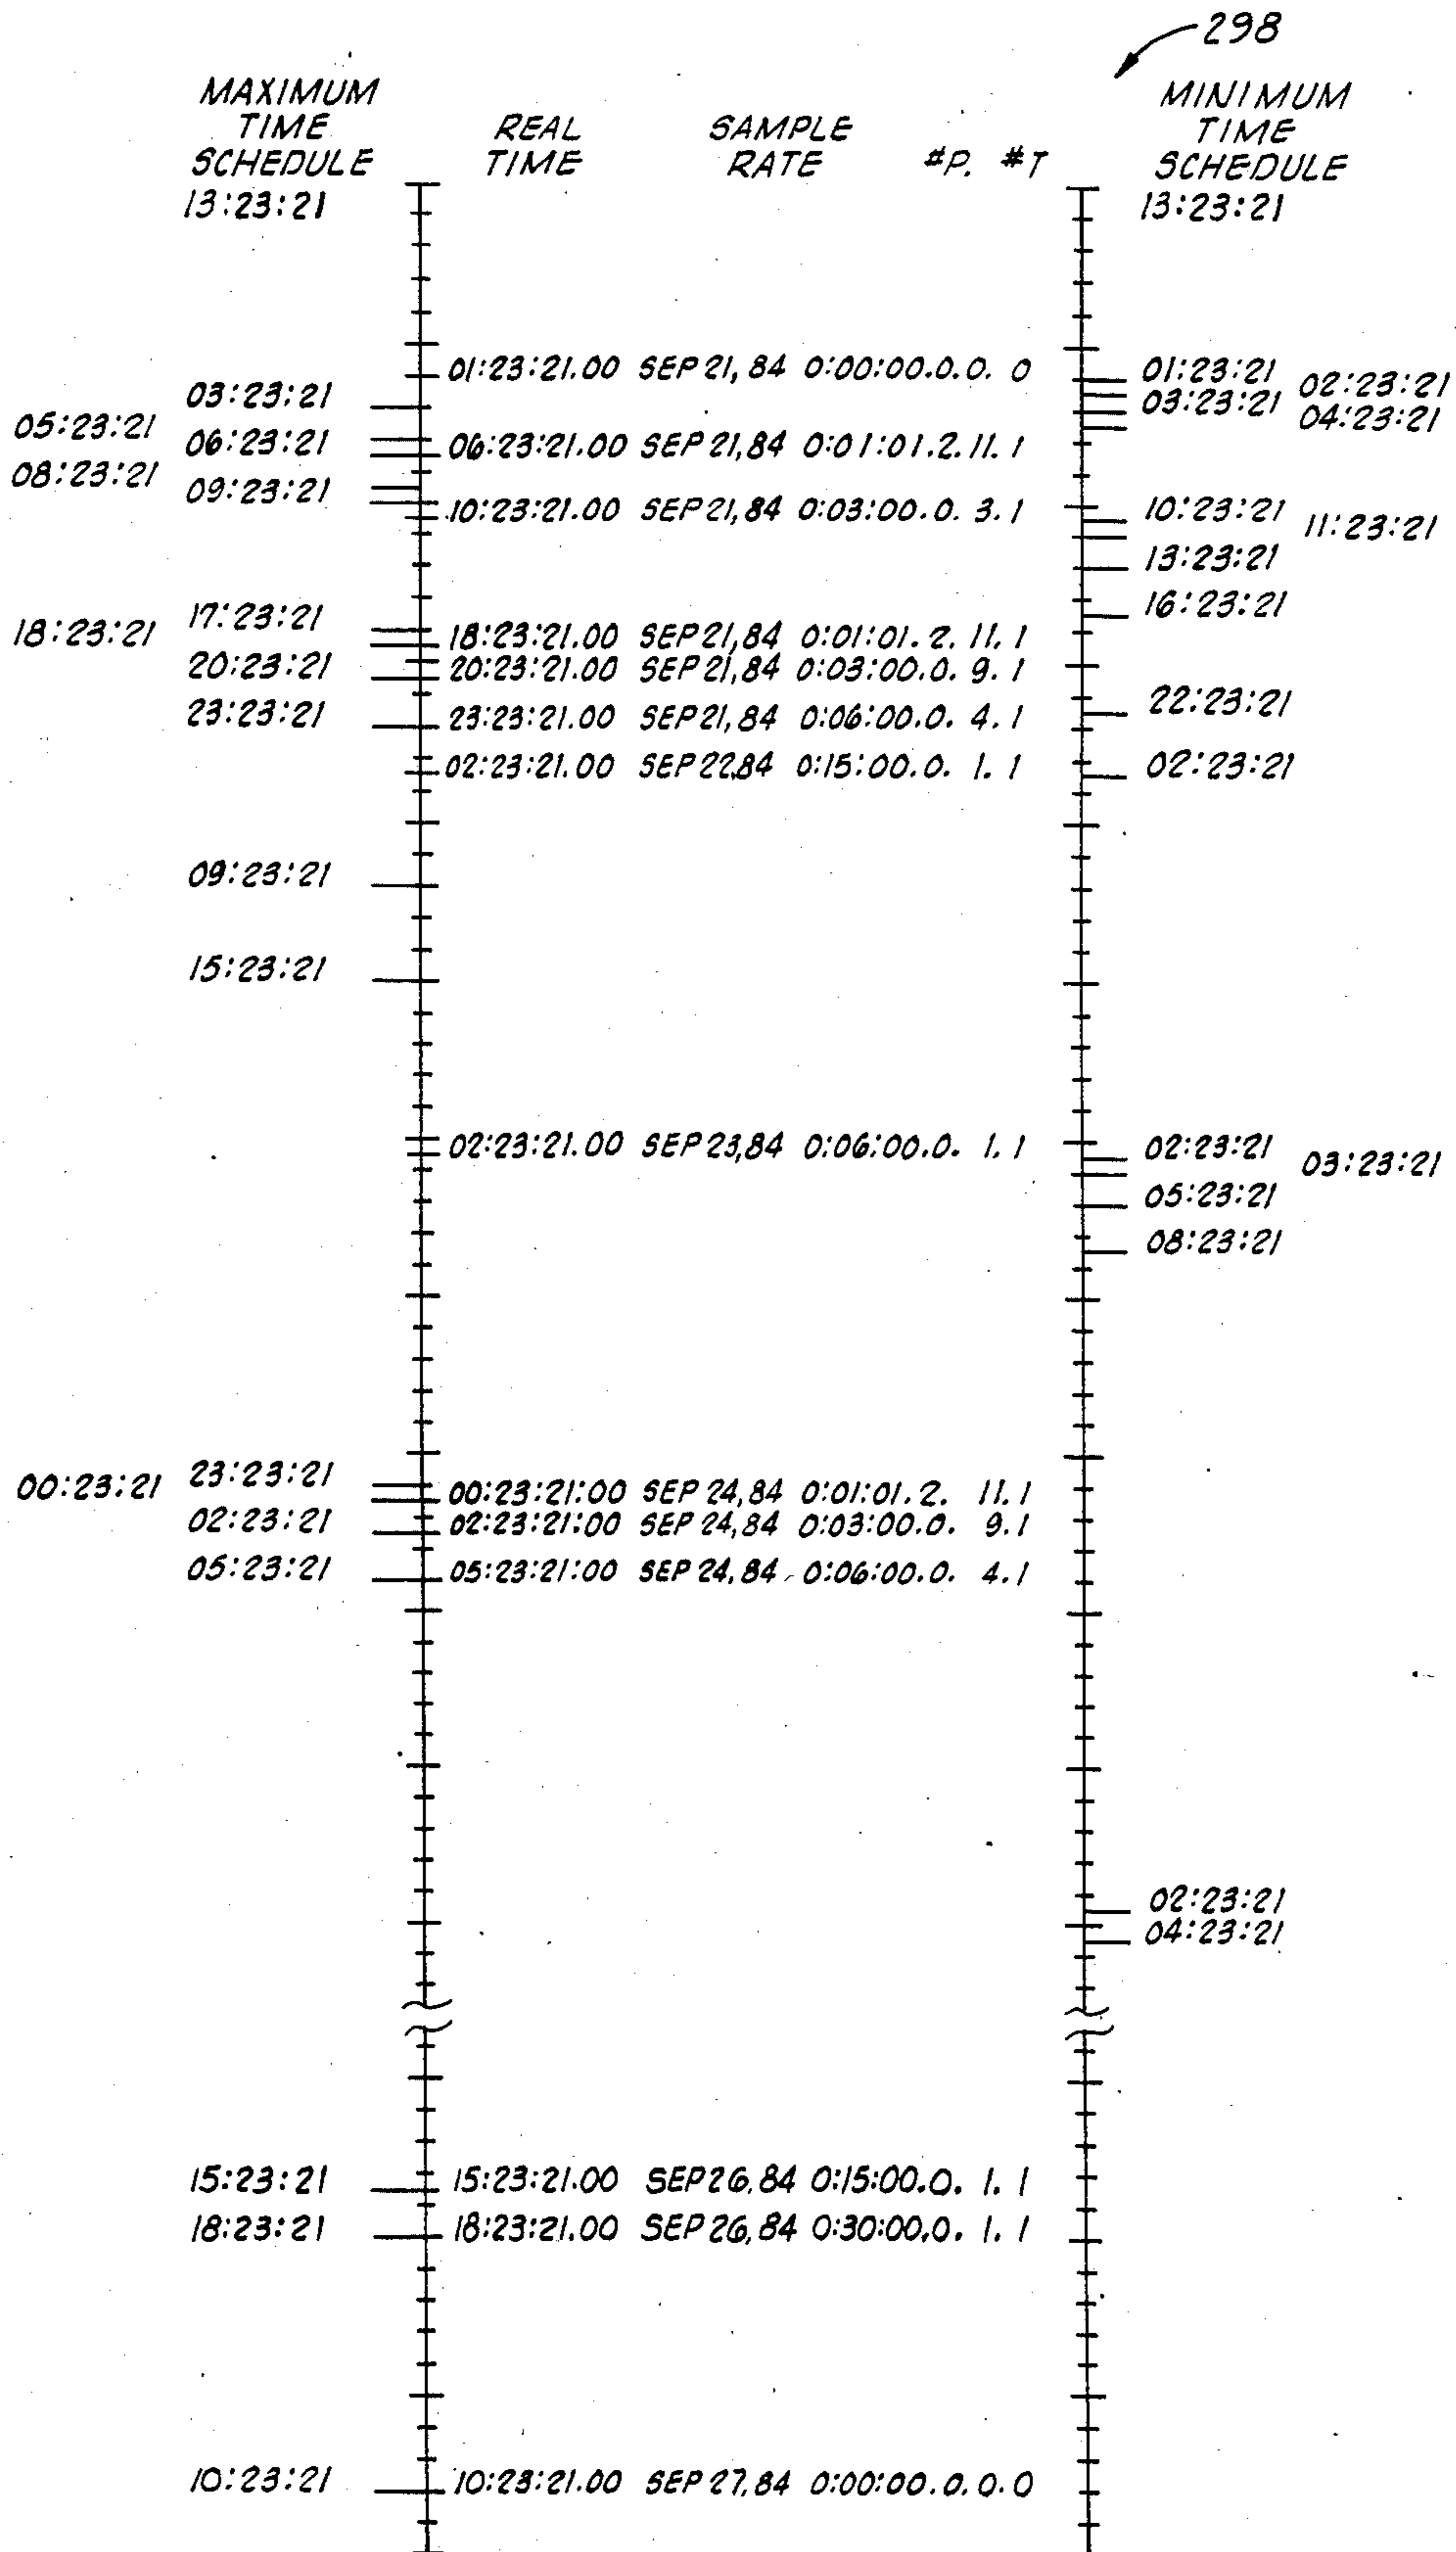 298
MAXIMUM
TIME
SCHEDULE
REAL
TIME
SAMPLE
RATE
#P. #T
MINIMUM
TIME
SCHEDULE
13:23:21
13:23:21
01:23:21.00 SEP 21, 84 0:00:00.0.0. 0
01:23:21
02:23:21
03:23:21
03:23:21
04:23:21
05:23:21
06:23:21
06:23:21.00 SEP 21,84 0:01:01.2.11. 1
08:23:21
09:23:21
10:23:21.00 SEP 21,84 0:03:00.0. 3. 1
10:23:21
11:23:21
13:23:21
16:23:21
17:23:21
18:23:21
18:23:21.00 SEP 21,84 0:01:01. 2. 11. 1
20:23:21
20:23:21.00 SEP 21,84 0:03:00.0. 9. 1
23:23:21
23:23:21.00 SEP 21,84 0:06:00.0. 4. 1
22:23:21
02:23:21.00 SEP 22,84 0:15:00.0. 1. 1
02:23:21
09:23:21
15:23:21
02:23:21.00 SEP 23,84 0:06:00.0. 1. 1
02:23:21
03:23:21
05:23:21
08:23:21
23:23:21
00:23:21
00:23:21:00 SEP 24,84 0:01:01. 2. 11. 1
02:23:21
02:23:21:00 SEP 24,84 0:03:00.0. 9.1
05:23:21
05:23:21:00 SEP 24,84 0:06:00.0. 4.1
02:23:21
04:23:21
15:23:21
15:23:21.00 SEP 26,84 0:15:00.0. 1. 1
18:23:21
18:23:21.00 SEP 26,84 0:30:00.0. 1. 1
10:23:21
10:23:21.00 SEP 27,84 0:00:00.0.0.0